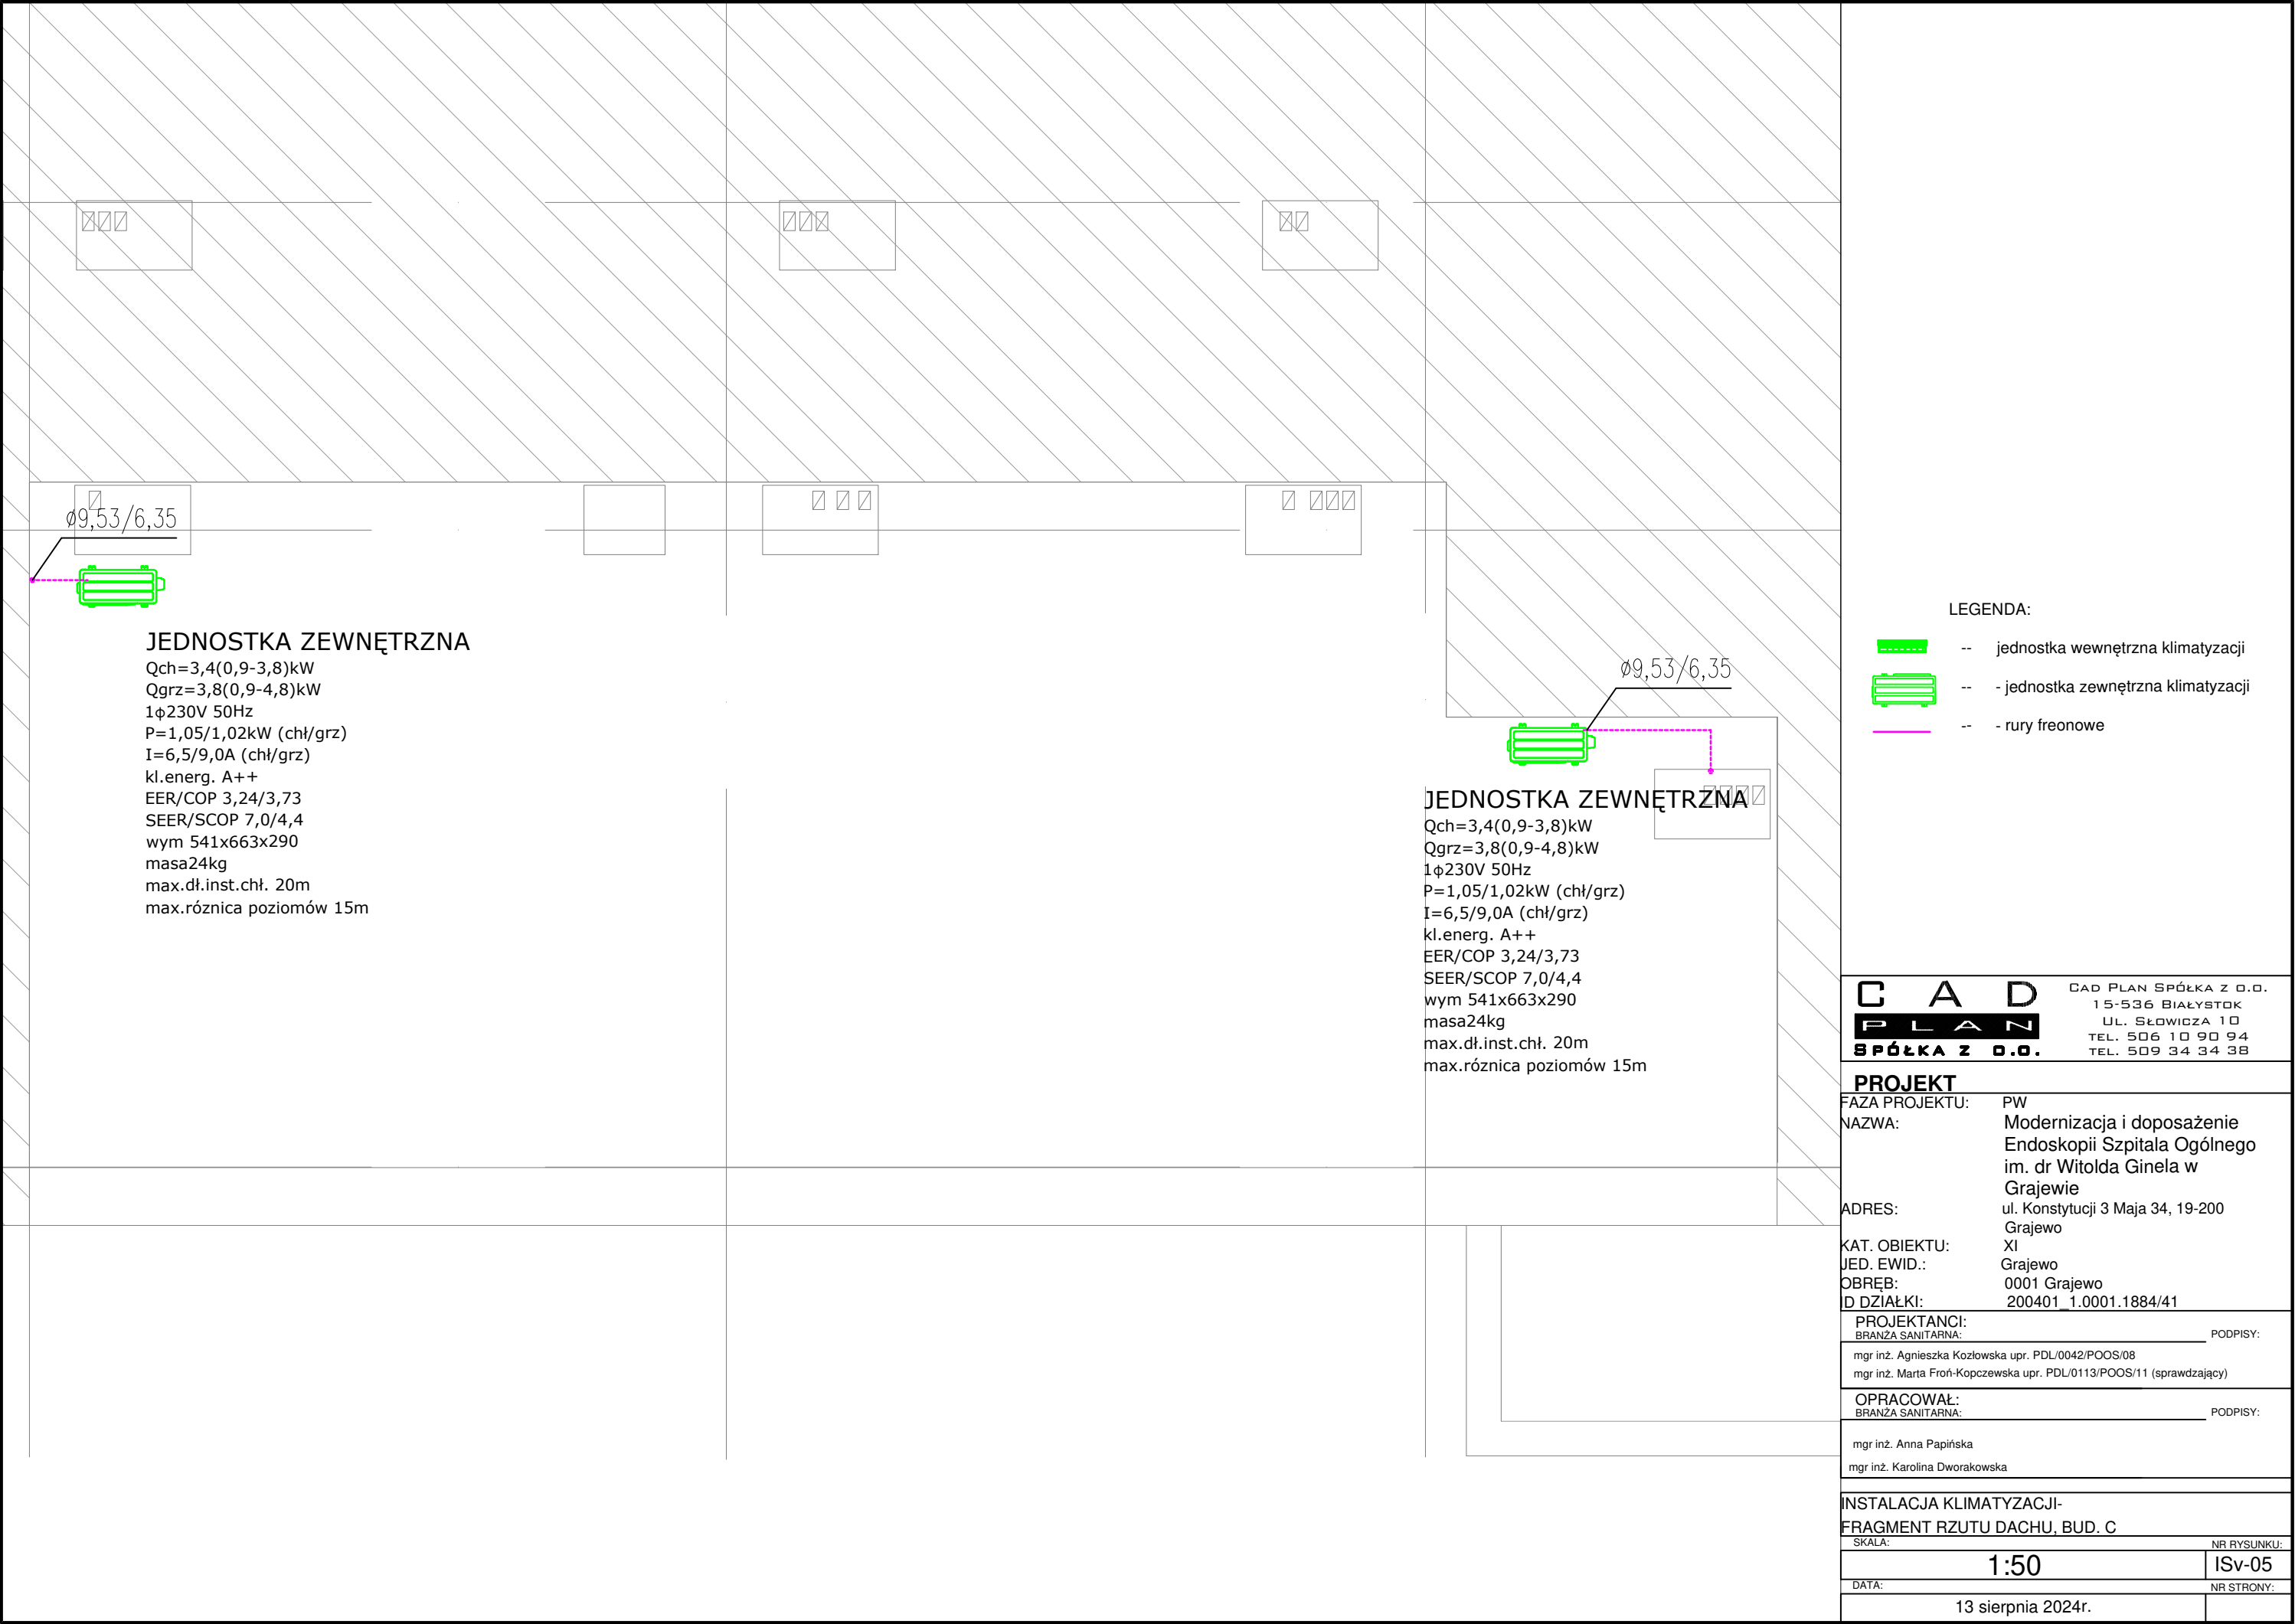 ø9,53/6,35
JEDNOSTKA ZEWNĘTRZNA
Qch=3,4(0,9-3,8)kW
Qgrz=3,8(0,9-4,8)kW
1ϕ230V 50Hz
P=1,05/1,02kW (chł/grz)
I=6,5/9,0A (chł/grz)
kl.energ. A++
EER/COP 3,24/3,73
SEER/SCOP 7,0/4,4
wym 541x663x290
masa24kg
max.dł.inst.chł. 20m
max.róznica poziomów 15m
ø9,53/6,35
JEDNOSTKA ZEWNĘTRZNA
Qch=3,4(0,9-3,8)kW
Qgrz=3,8(0,9-4,8)kW
1ϕ230V 50Hz
P=1,05/1,02kW (chł/grz)
I=6,5/9,0A (chł/grz)
kl.energ. A++
EER/COP 3,24/3,73
SEER/SCOP 7,0/4,4
wym 541x663x290
masa24kg
max.dł.inst.chł. 20m
max.róznica poziomów 15m
LEGENDA:
-- jednostka wewnętrzna klimatyzacji
-- - jednostka zewnętrzna klimatyzacji
-- - rury freonowe
CAD
PLAN
SPÓŁKA Z O.O.
CAD PLAN SPÓŁKA Z O.O.
15-536 BIAŁYSTOK
UL. SŁOWICZA 10
TEL. 506 10 90 94
TEL. 509 34 34 38
PROJEKT
FAZA PROJEKTU: PW
NAZWA: Modernizacja i doposażenie
Endoskopii Szpitala Ogólnego
im. dr Witolda Ginela w
Grajewie
ADRES: ul. Konstytucji 3 Maja 34, 19-200
Grajewo
KAT. OBIEKTU: XI
JED. EWID.: Grajewo
OBRĘB: 0001 Grajewo
ID DZIAŁKI: 200401_1.0001.1884/41
PROJEKTANCI:
BRANŻA SANITARNA: PODPISY:
mgr inż. Agnieszka Kozłowska upr. PDL/0042/POOS/08
mgr inż. Marta Froń-Kopczewska upr. PDL/0113/POOS/11 (sprawdzający)
OPRACOWAŁ:
BRANŻA SANITARNA: PODPISY:
mgr inż. Anna Papińska
mgr inż. Karolina Dworakowska
INSTALACJA KLIMATYZACJI-
FRAGMENT RZUTU DACHU, BUD. C
SKALA: NR RYSUNKU:
1:50 ISv-05
DATA: NR STRONY:
13 sierpnia 2024r.